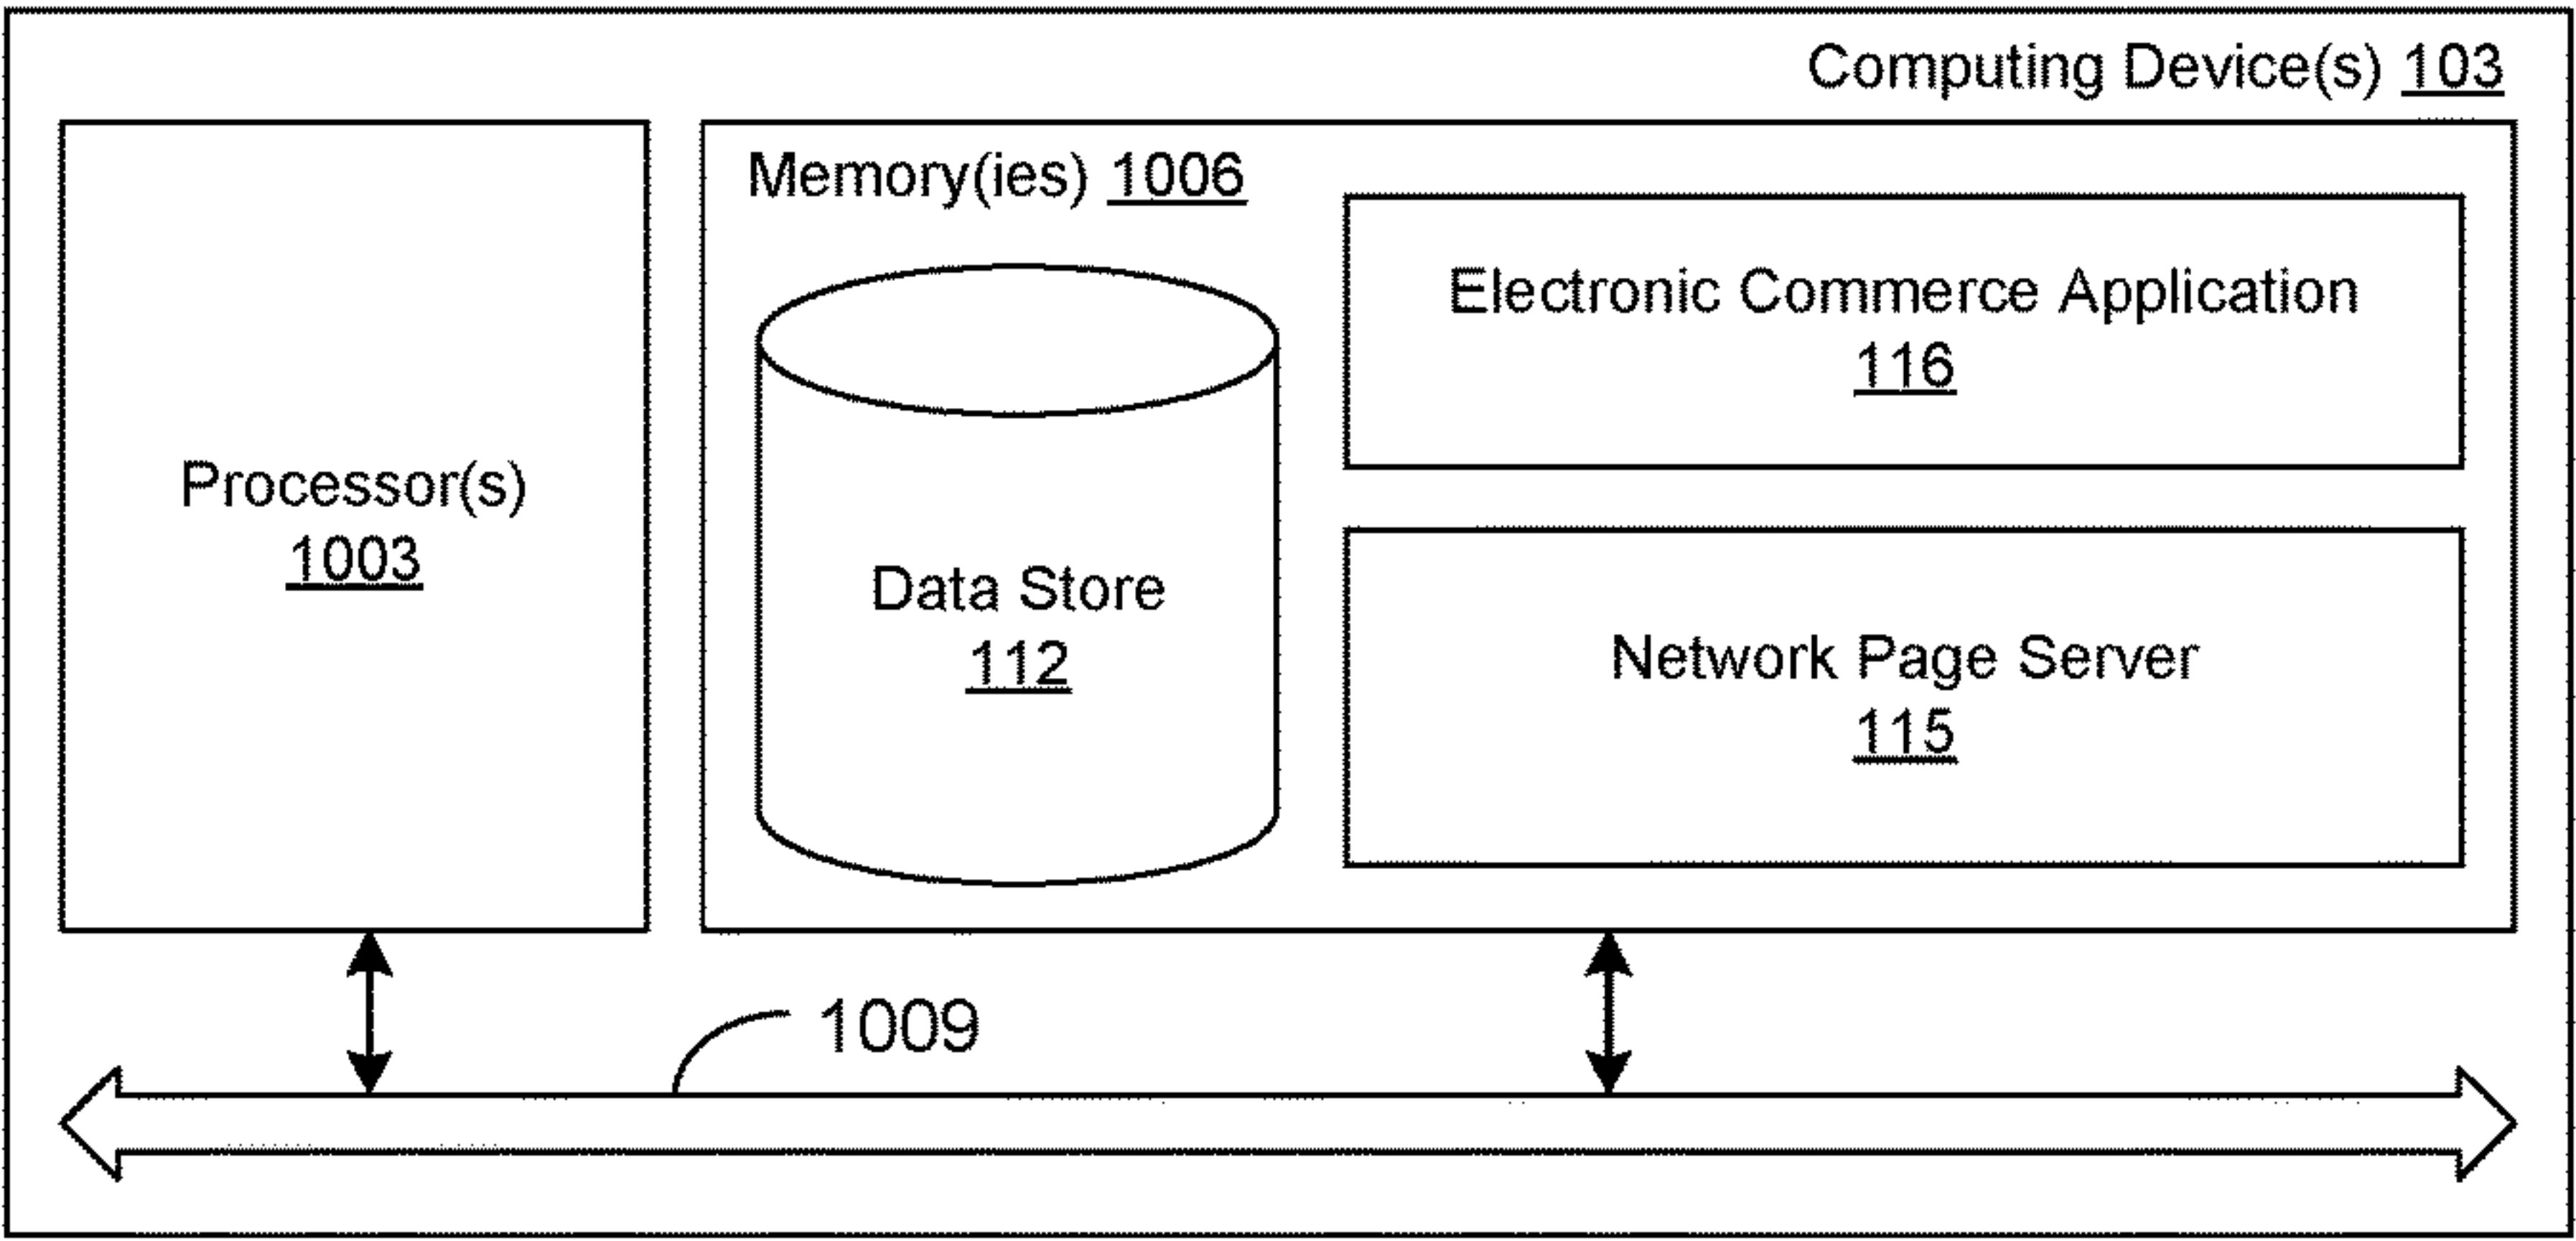 Computing Device(s) 103
Memory(ies) 1006
Electronic Commerce Application
116
Processor(s)
1003
Data Store
112
Network Page Server
115
1009